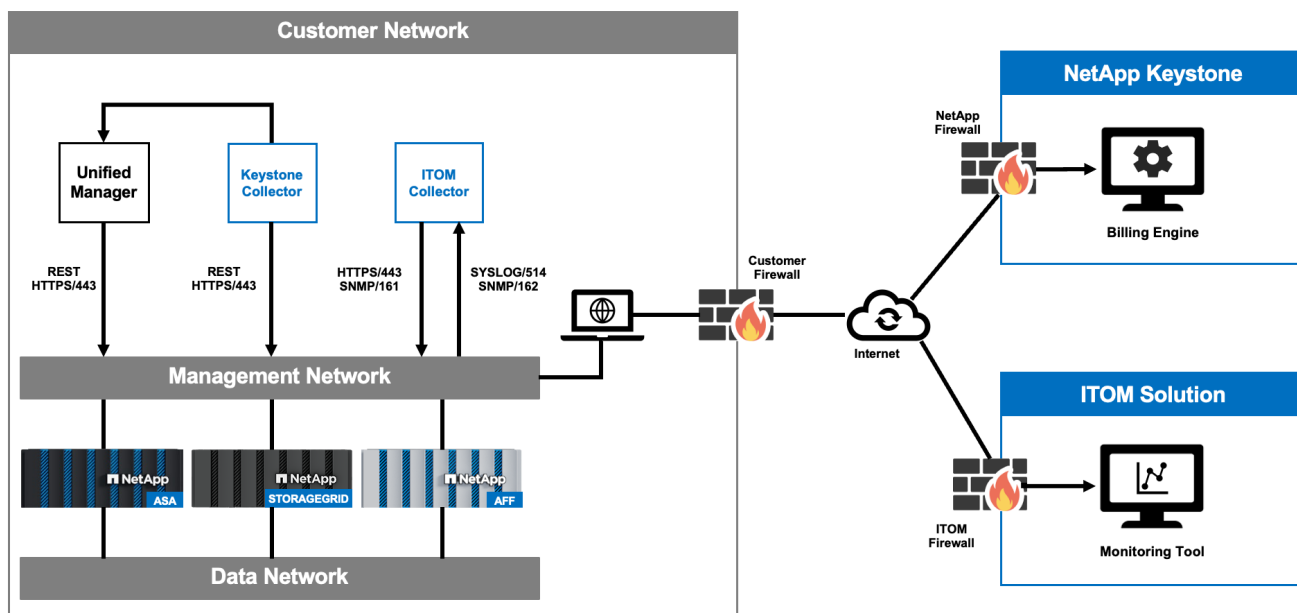 Customer Network
Unified
Manager
Keystone
Collector
ITOM
Collector
REST
HTTPS/443
REST
HTTPS/443
HTTPS/443
SNMP/161
SYSLOG/514
SNMP/162
Management Network
NetApp
ASA
NetApp
STORAGEGRID
NetApp
AFF
Data Network
Customer
Firewall
Internet
NetApp
Firewall
NetApp Keystone
Billing Engine
ITOM Solution
ITOM
Firewall
Monitoring Tool